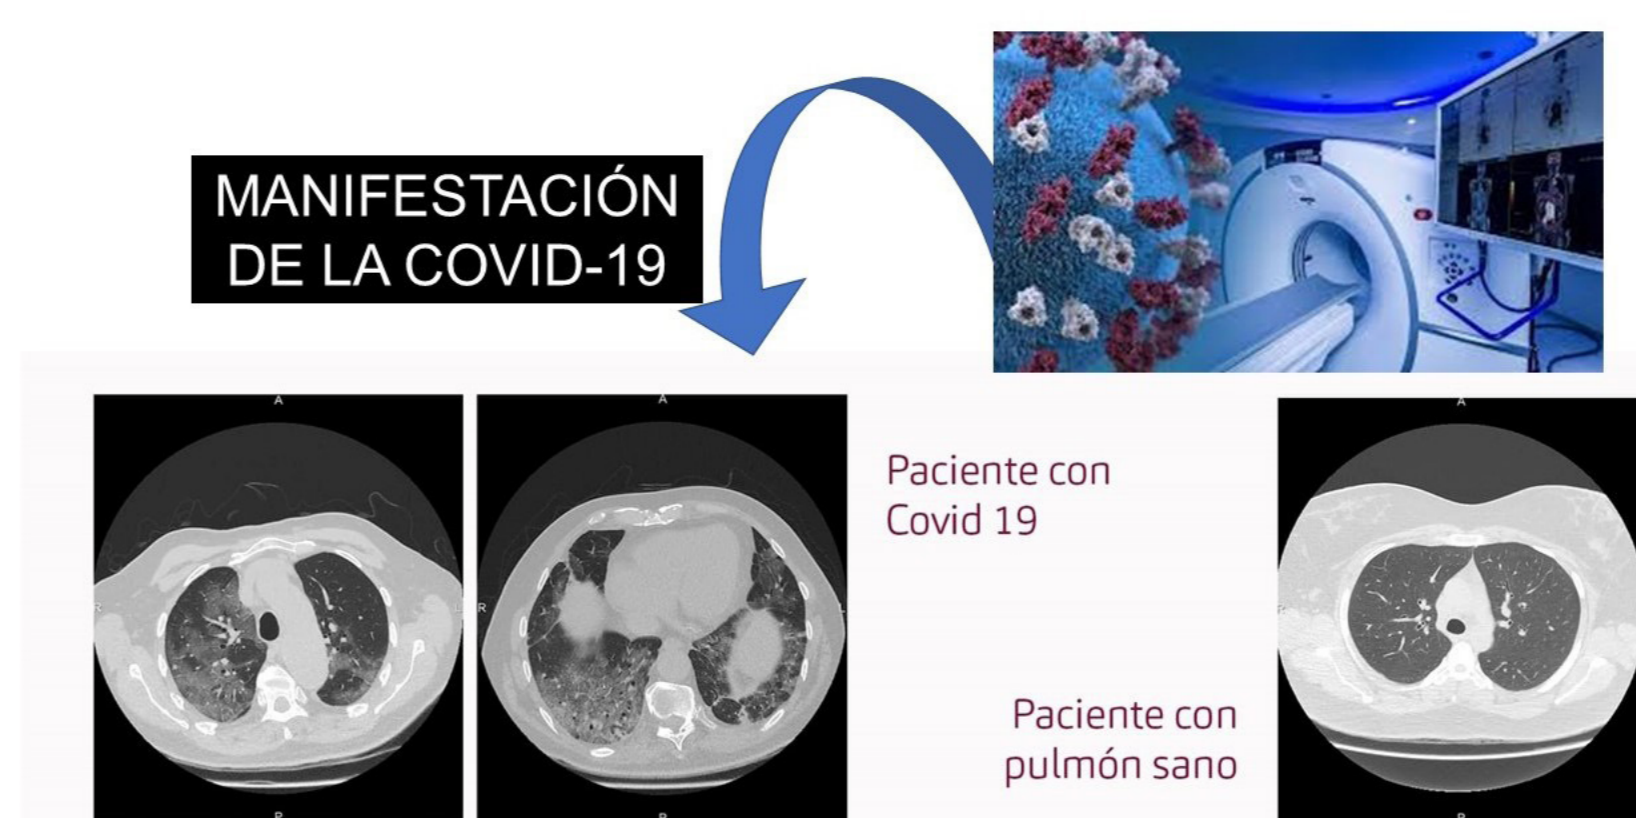 MANIFESTACIÓN
DE LA COVID-19
A
A
A
R
R
L
Paciente con
Covid 19
Paciente con
pulmón sano
P
P
P